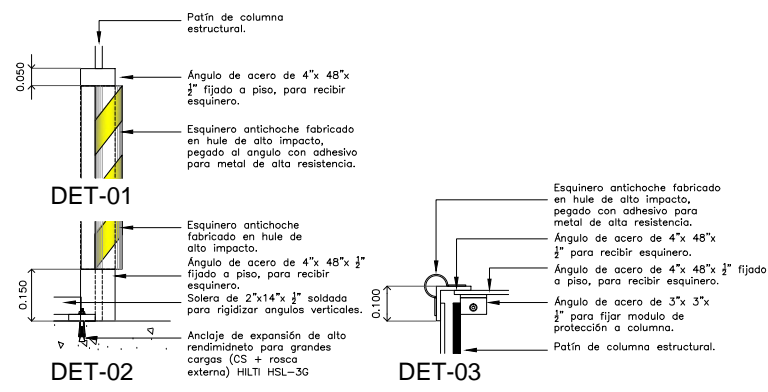 Patín de columna
estructural.
0.050
Ángulo de acero de 4"x 48"x
½" fijado a piso, para recibir
esquinero.
Esquinero antichoche fabricado
en hule de alto impacto,
pegado al angulo con adhesivo
para metal de alta resistencia.
DET-01
Esquinero antichoche
fabricado en hule de
alto impacto.
Ángulo de acero de 4"x 48"x ½"
fijado a piso, para recibir
esquinero.
0.150
Solera de 2"x14"x ½" soldada
para rigidizar angulos verticales.
Anclaje de expansión de alto
rendimidneto para grandes
cargas (CS + rosca
externa) HILTI HSL-3G
DET-02
Esquinero antichoche fabricado
en hule de alto impacto,
pegado con adhesivo para
metal de alta resistencia.
Ángulo de acero de 4"x 48"x
½" para recibir esquinero.
Ángulo de acero de 4"x 48"x ½" fijado
a piso, para recibir esquinero.
0.100
Ángulo de acero de 3"x 3"x
½" para fijar modulo de
protección a columna.
Patín de columna estructural.
DET-03